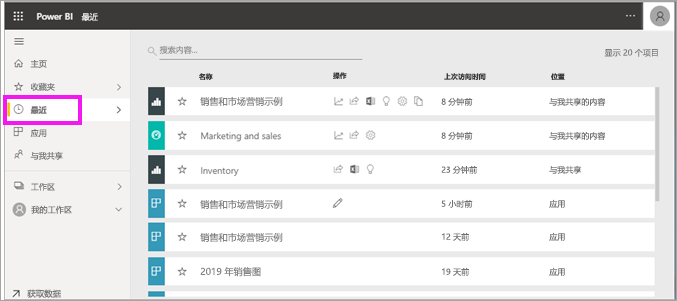 Power BI 最近
主页
收藏夹
最近
应用
与我共享
工作区
我的工作区
获取数据
搜索内容...
显示 20 个项目
名称 操作 上次访问时间 位置
销售和市场营销示例 8 分钟前 与我共享的内容
Marketing and sales 8 分钟前 与我共享的内容
Inventory 23 分钟前 与我共享
销售和市场营销示例 5 小时前 应用
销售和市场营销示例 12 天前 应用
2019 年销售图 19 天前 应用